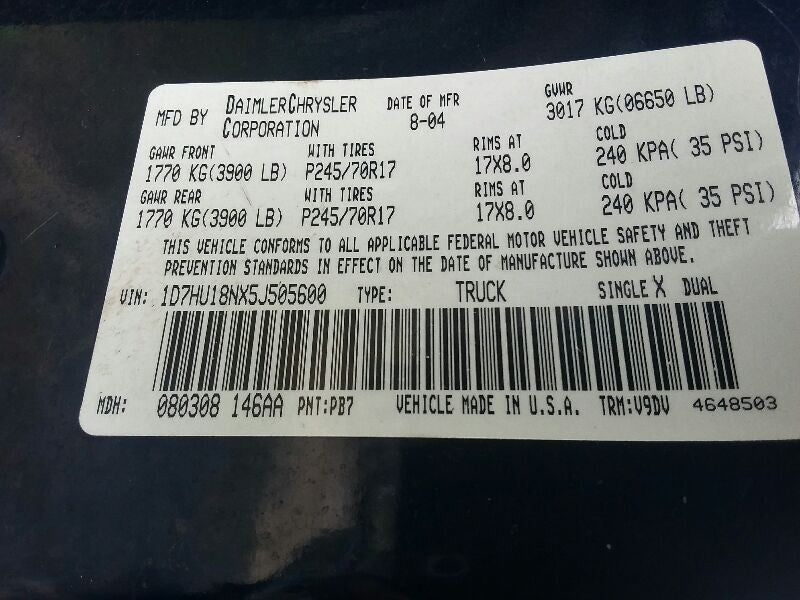 MFD BY DAIMLERCHRYSLER CORPORATION DATE OF MFR 8-04 GVWR 3017 KG(06650 LB)
GAWR FRONT WITH TIRES RIMS AT COLD
1770 KG(3900 LB) P245/70R17 17X8.0 240 KPA( 35 PSI)
GAWR REAR WITH TIRES RIMS AT COLD
1770 KG(3900 LB) P245/70R17 17X8.0 240 KPA( 35 PSI)
THIS VEHICLE CONFORMS TO ALL APPLICABLE FEDERAL MOTOR VEHICLE SAFETY AND THEFT
PREVENTION STANDARDS IN EFFECT ON THE DATE OF MANUFACTURE SHOWN ABOVE.
VIN: 1D7HU18NX5J505600 TYPE: TRUCK SINGLE X DUAL
MDH: 080308 146AA PNT:PB7 VEHICLE MADE IN U.S.A. TRM:V9DV 4648503